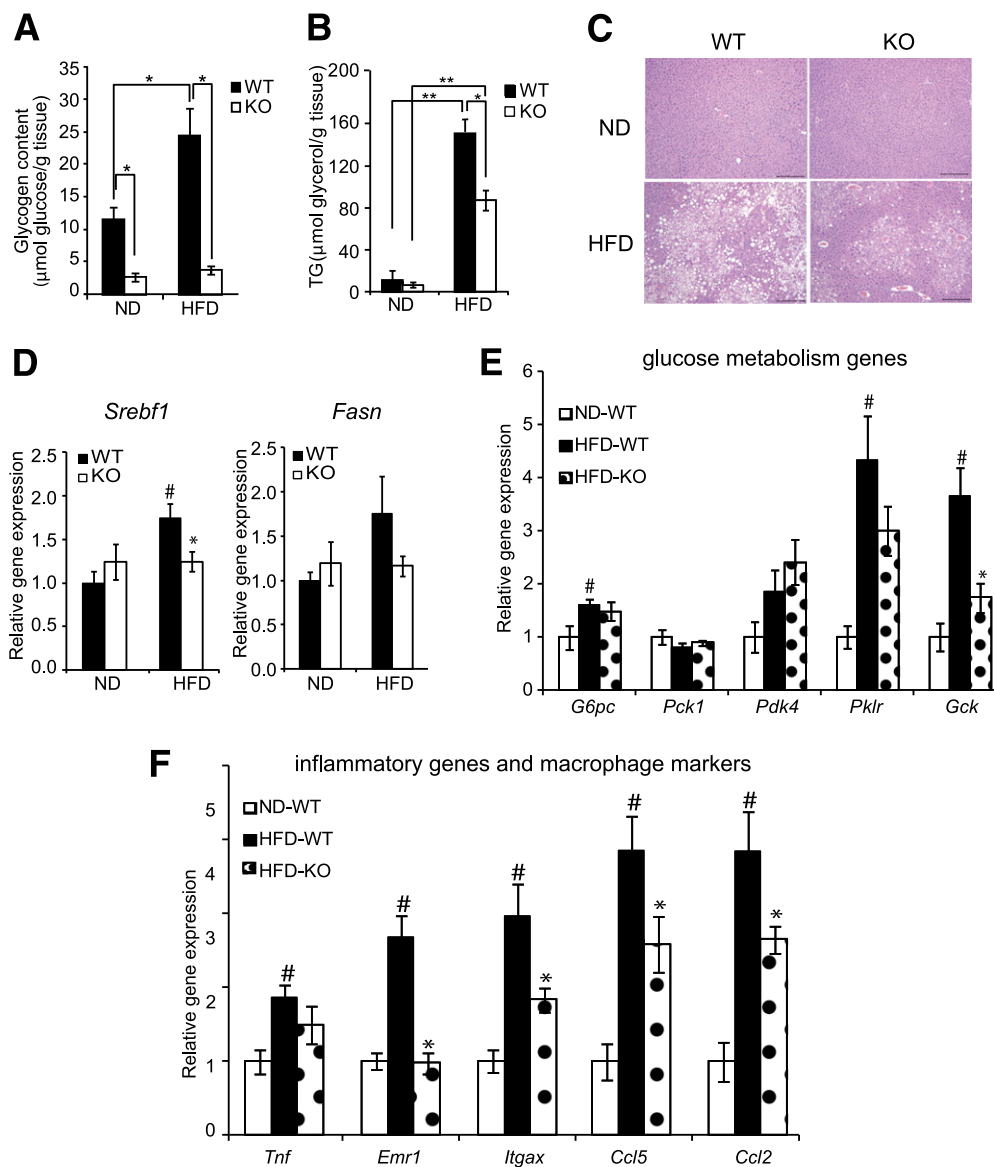 A
Glycogen content
(μmol glucose/g tissue)
35
30
25
20
15
10
5
0
*
*
*
WT
KO
ND
HFD
B
TG(μmol glycerol/g tissue)
200
160
120
80
40
0
**
**
*
WT
KO
ND
HFD
C
WT
KO
ND
HFD
D
Srebf1
Relative gene expression
2.5
2.0
1.5
1.0
0.5
0.0
WT
KO
#
*
ND
HFD
Fasn
Relative gene expression
2.5
2.0
1.5
1.0
0.5
0.0
WT
KO
ND
HFD
E
glucose metabolism genes
Relative gene expression
6
5
4
3
2
1
0
ND-WT
HFD-WT
HFD-KO
#
#
#
*
G6pc
Pck1
Pdk4
Pklr
Gck
F
inflammatory genes and macrophage markers
Relative gene expression
5
4
3
2
1
0
ND-WT
HFD-WT
HFD-KO
#
#
*
#
*
#
*
#
*
Tnf
Emr1
Itgax
Ccl5
Ccl2